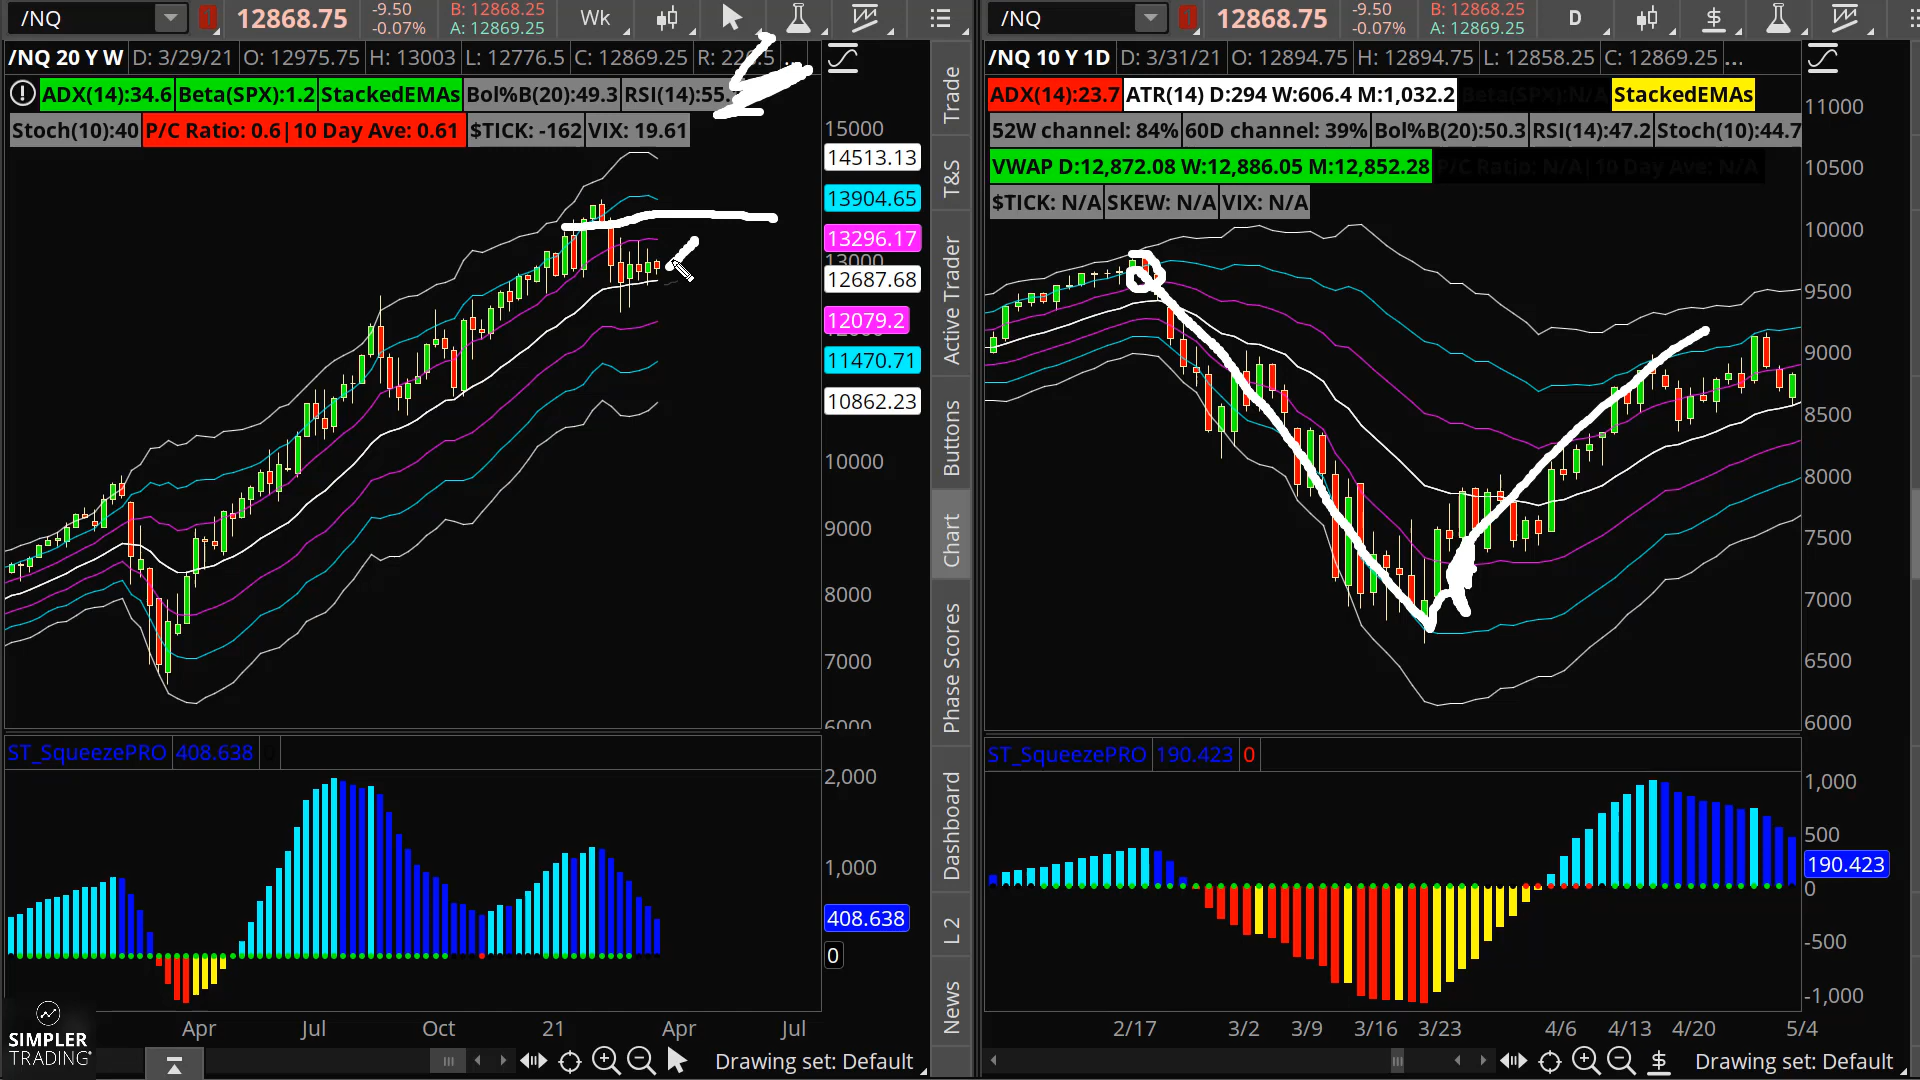 /NQ 1 12868.75 -9.50 -0.07% B: 12868.25 A: 12869.25 Wk
/NQ 1 12868.75 -9.50 -0.07% B: 12868.25 A: 12869.25 D $
/NQ 20 Y W D: 3/29/21 O: 12975.75 H: 13003 L: 12776.5 C: 12869.25
/NQ 10 Y 1D D: 3/31/21 O: 12894.75 H: 12894.75 L: 12858.25 C: 12869.25 ...
ADX(14):34.6 Beta(SPX):1.2 StackedEMAs Bol%B(20):49.3 RSI(14):55.
Stoch(10):40 P/C Ratio: 0.6|10 Day Ave: 0.61 $TICK: -162 VIX: 19.61
ADX(14):23.7 ATR(14) D:294 W:606.4 M:1,032.2 Beta(SPX):N/A StackedEMAs
52W channel: 84% 60D channel: 39% Bol%B(20):50.3 RSI(14):47.2 Stoch(10):44.7
VWAP D:12,872.08 W:12,886.05 M:12,852.28 P/C Ratio: N/A|10 Day Ave: N/A
$TICK: N/A SKEW: N/A VIX: N/A
15000
14513.13
13904.65
13296.17
13000
12687.68
12079.2
11470.71
10862.23
10000
9000
8000
7000
6000
Trade
T&S
Active Trader
Buttons
Chart
Phase Scores
Dashboard
L 2
News
11000
10500
10000
9500
9000
8500
8000
7500
7000
6500
6000
ST_SqueezePRO 408.638
2,000
1,000
408.638
0
ST_SqueezePRO 190.423 0
1,000
500
190.423
0
-500
-1,000
Apr Jul Oct 21 Apr Jul
2/17 3/2 3/9 3/16 3/23 4/6 4/13 4/20 5/4
SIMPLER
TRADING
Drawing set: Default
$ Drawing set: Default